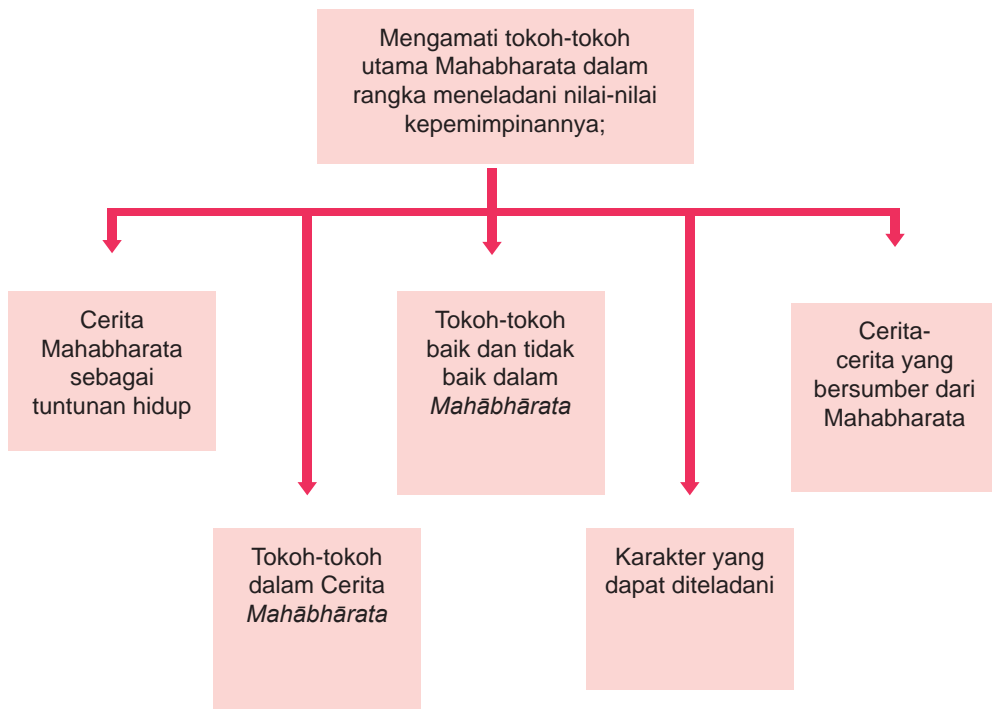 Mengamati tokoh-tokoh
utama Mahabharata dalam
rangka meneladani nilai-nilai
kepemimpinannya;
Cerita
Mahabharata
sebagai
tuntunan hidup
Tokoh-tokoh
baik dan tidak
baik dalam
Mahābhārata
Cerita-
cerita yang
bersumber dari
Mahabharata
Tokoh-tokoh
dalam Cerita
Mahābhārata
Karakter yang
dapat diteladani